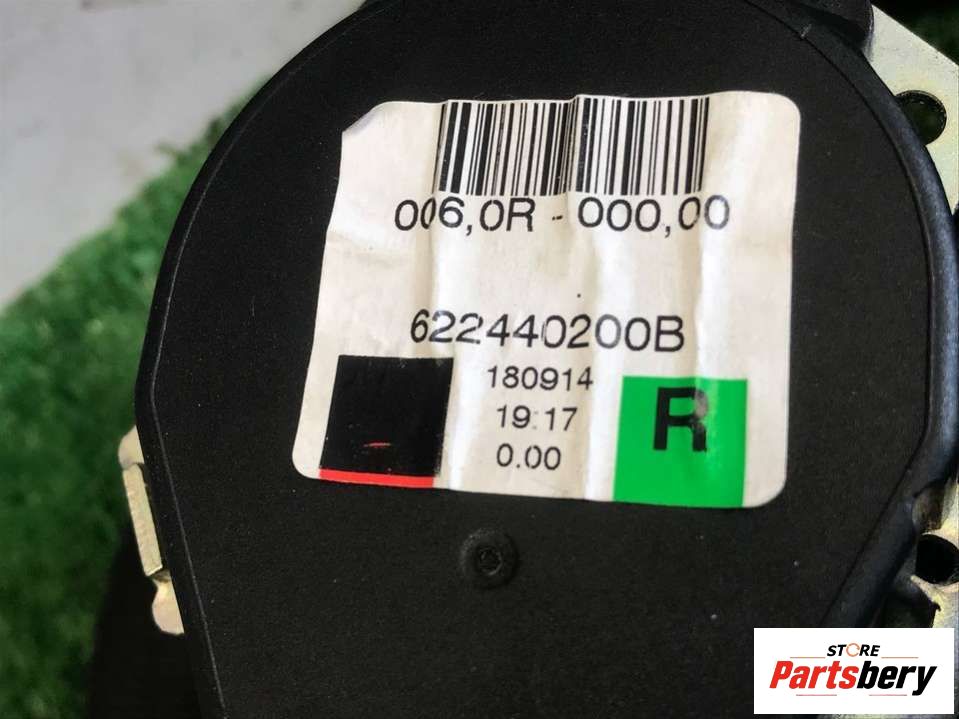 006,0R - 000,00
622440200B
180914
19:17
0.00
R
STORE
Partsbery